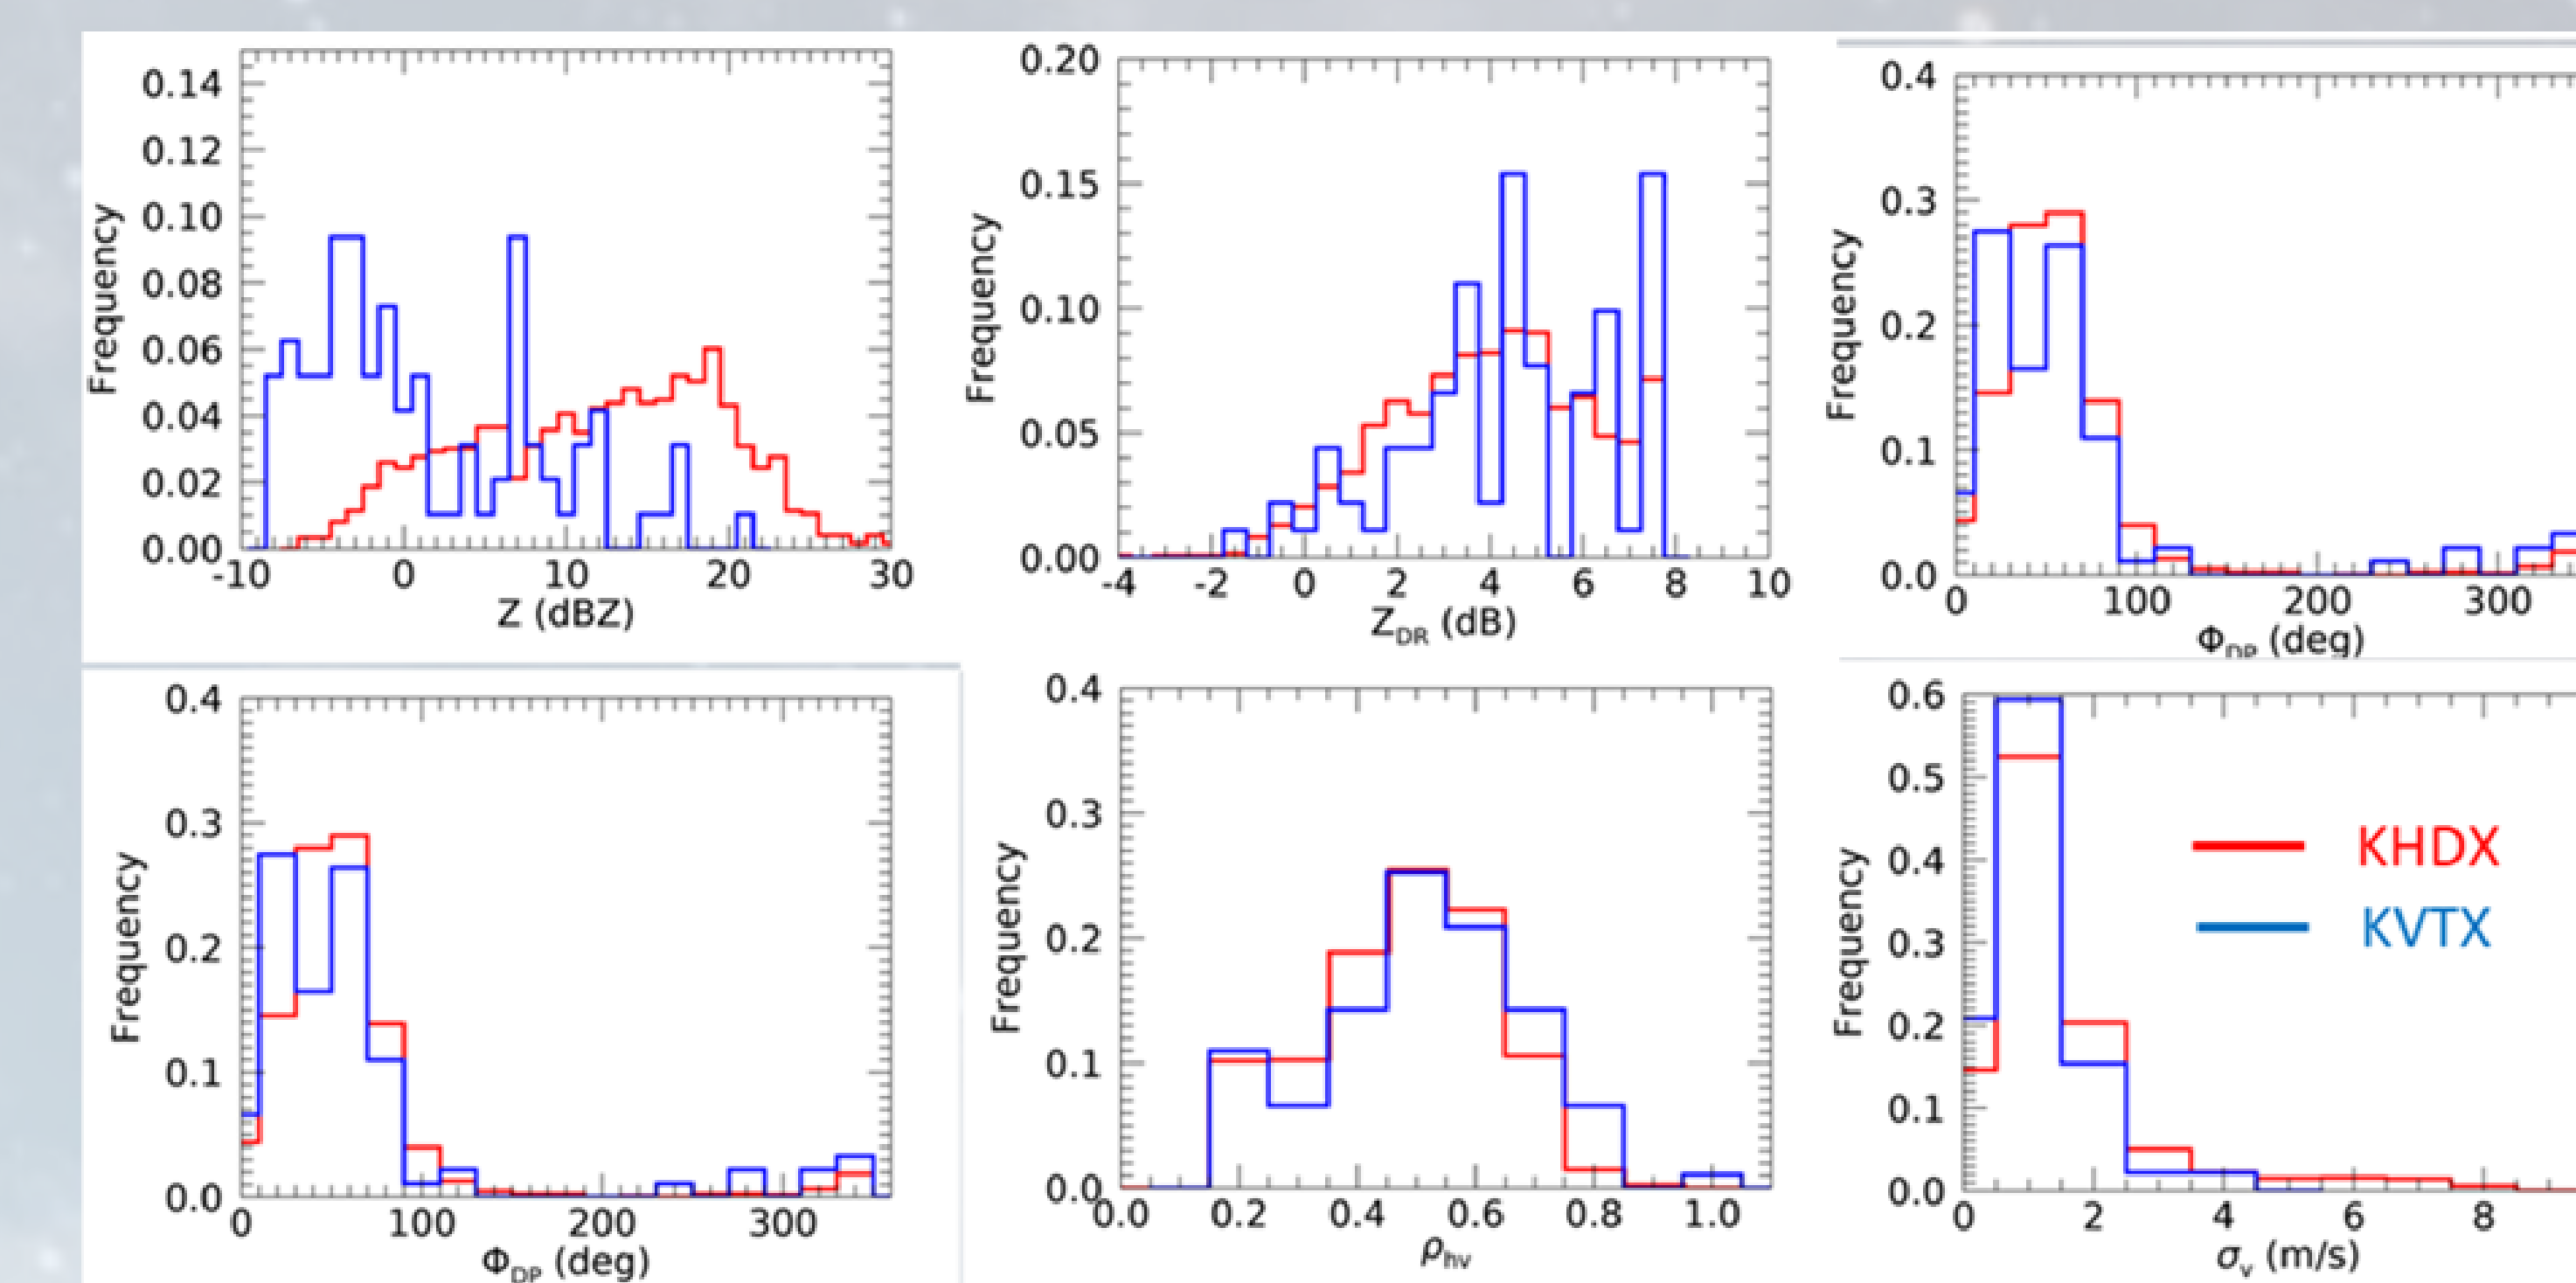 0.14
0.12
0.10
0.08
0.06
0.04
0.02
0.00
Frequency
-10 0 10 20 30
Z (dBZ)
0.20
0.15
0.10
0.05
0.00
Frequency
-4 -2 0 2 4 6 8 10
Z_DR (dB)
0.4
0.3
0.2
0.1
0.0
Frequency
0 100 200 300
Φ_DP (deg)
0.4
0.3
0.2
0.1
0.0
Frequency
0 100 200 300
Φ_DP (deg)
0.4
0.3
0.2
0.1
0.0
Frequency
0.0 0.2 0.4 0.6 0.8 1.0
ρ_hv
0.6
0.5
0.4
0.3
0.2
0.1
0.0
Frequency
KHDX
KVTX
0 2 4 6 8
σ_v (m/s)